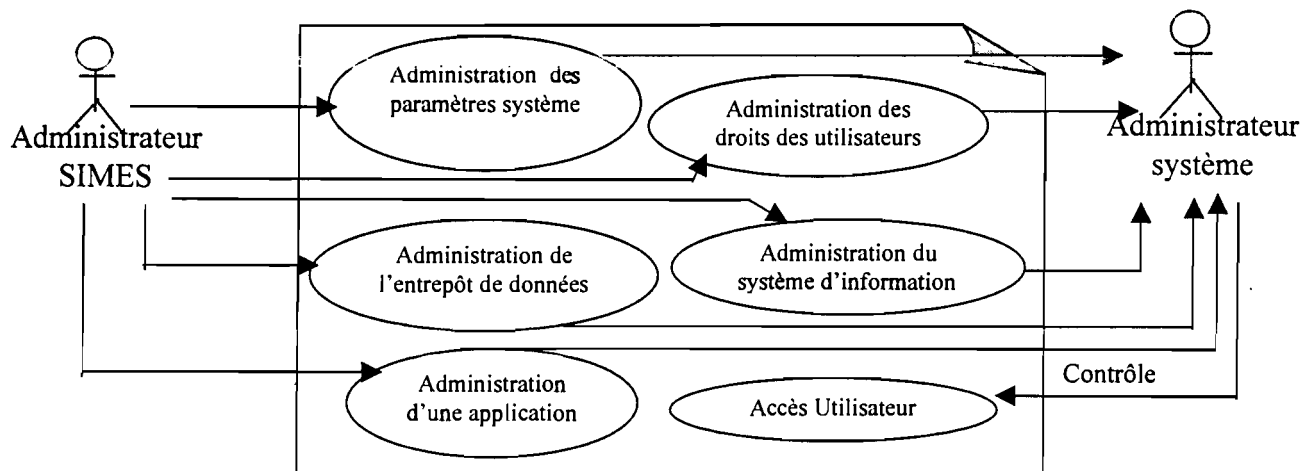 Administration des
paramètres système
Administration des
droits des utilisateurs
Administrateur
SIMES
Administrateur
système
Administration de
l'entrepôt de données
Administration du
système d'information
Administration
d'une application
Accès Utilisateur
Contrôle